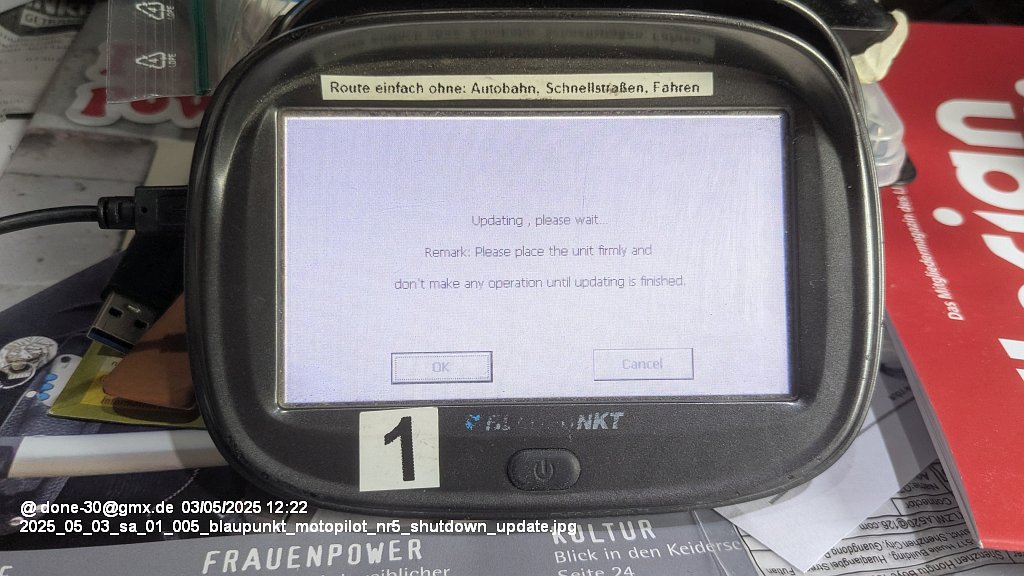 Route einfach ohne: Autobahn, Schnellstraßen, Fahren
Updating , please wait...
Remark: Please place the unit firmly and
don't make any operation until updating is finished.
OK
Cancel
NKT
1
Das Mitgliedermagazin des
@done-30@gmx.de 03/05/2025 12:22
2025_05_03_sa_01_005_blaupunkt_motopilot_nr5_shutdown_update.jpg
FRAUENPOWER
KULTUR
Blick in den Keidersc
Seite 24